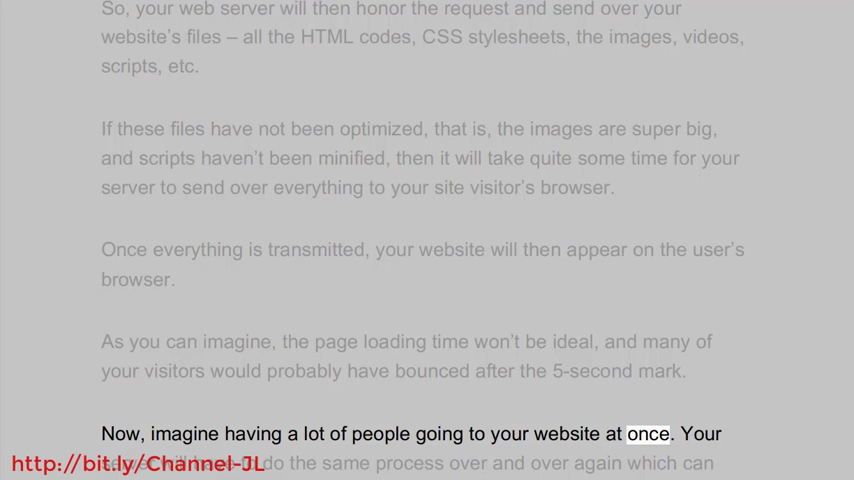 So, your web server will then honor the request and send over your
website's files – all the HTML codes, CSS stylesheets, the images, videos,
scripts, etc.
If these files have not been optimized, that is, the images are super big,
and scripts haven't been minified, then it will take quite some time for your
server to send over everything to your site visitor's browser.
Once everything is transmitted, your website will then appear on the user's
browser.
As you can imagine, the page loading time won't be ideal, and many of
your visitors would probably have bounced after the 5-second mark.
Now, imagine having a lot of people going to your website at once. Your
server will have to do the same process over and over again which can
http://bit.ly/Channel-JL